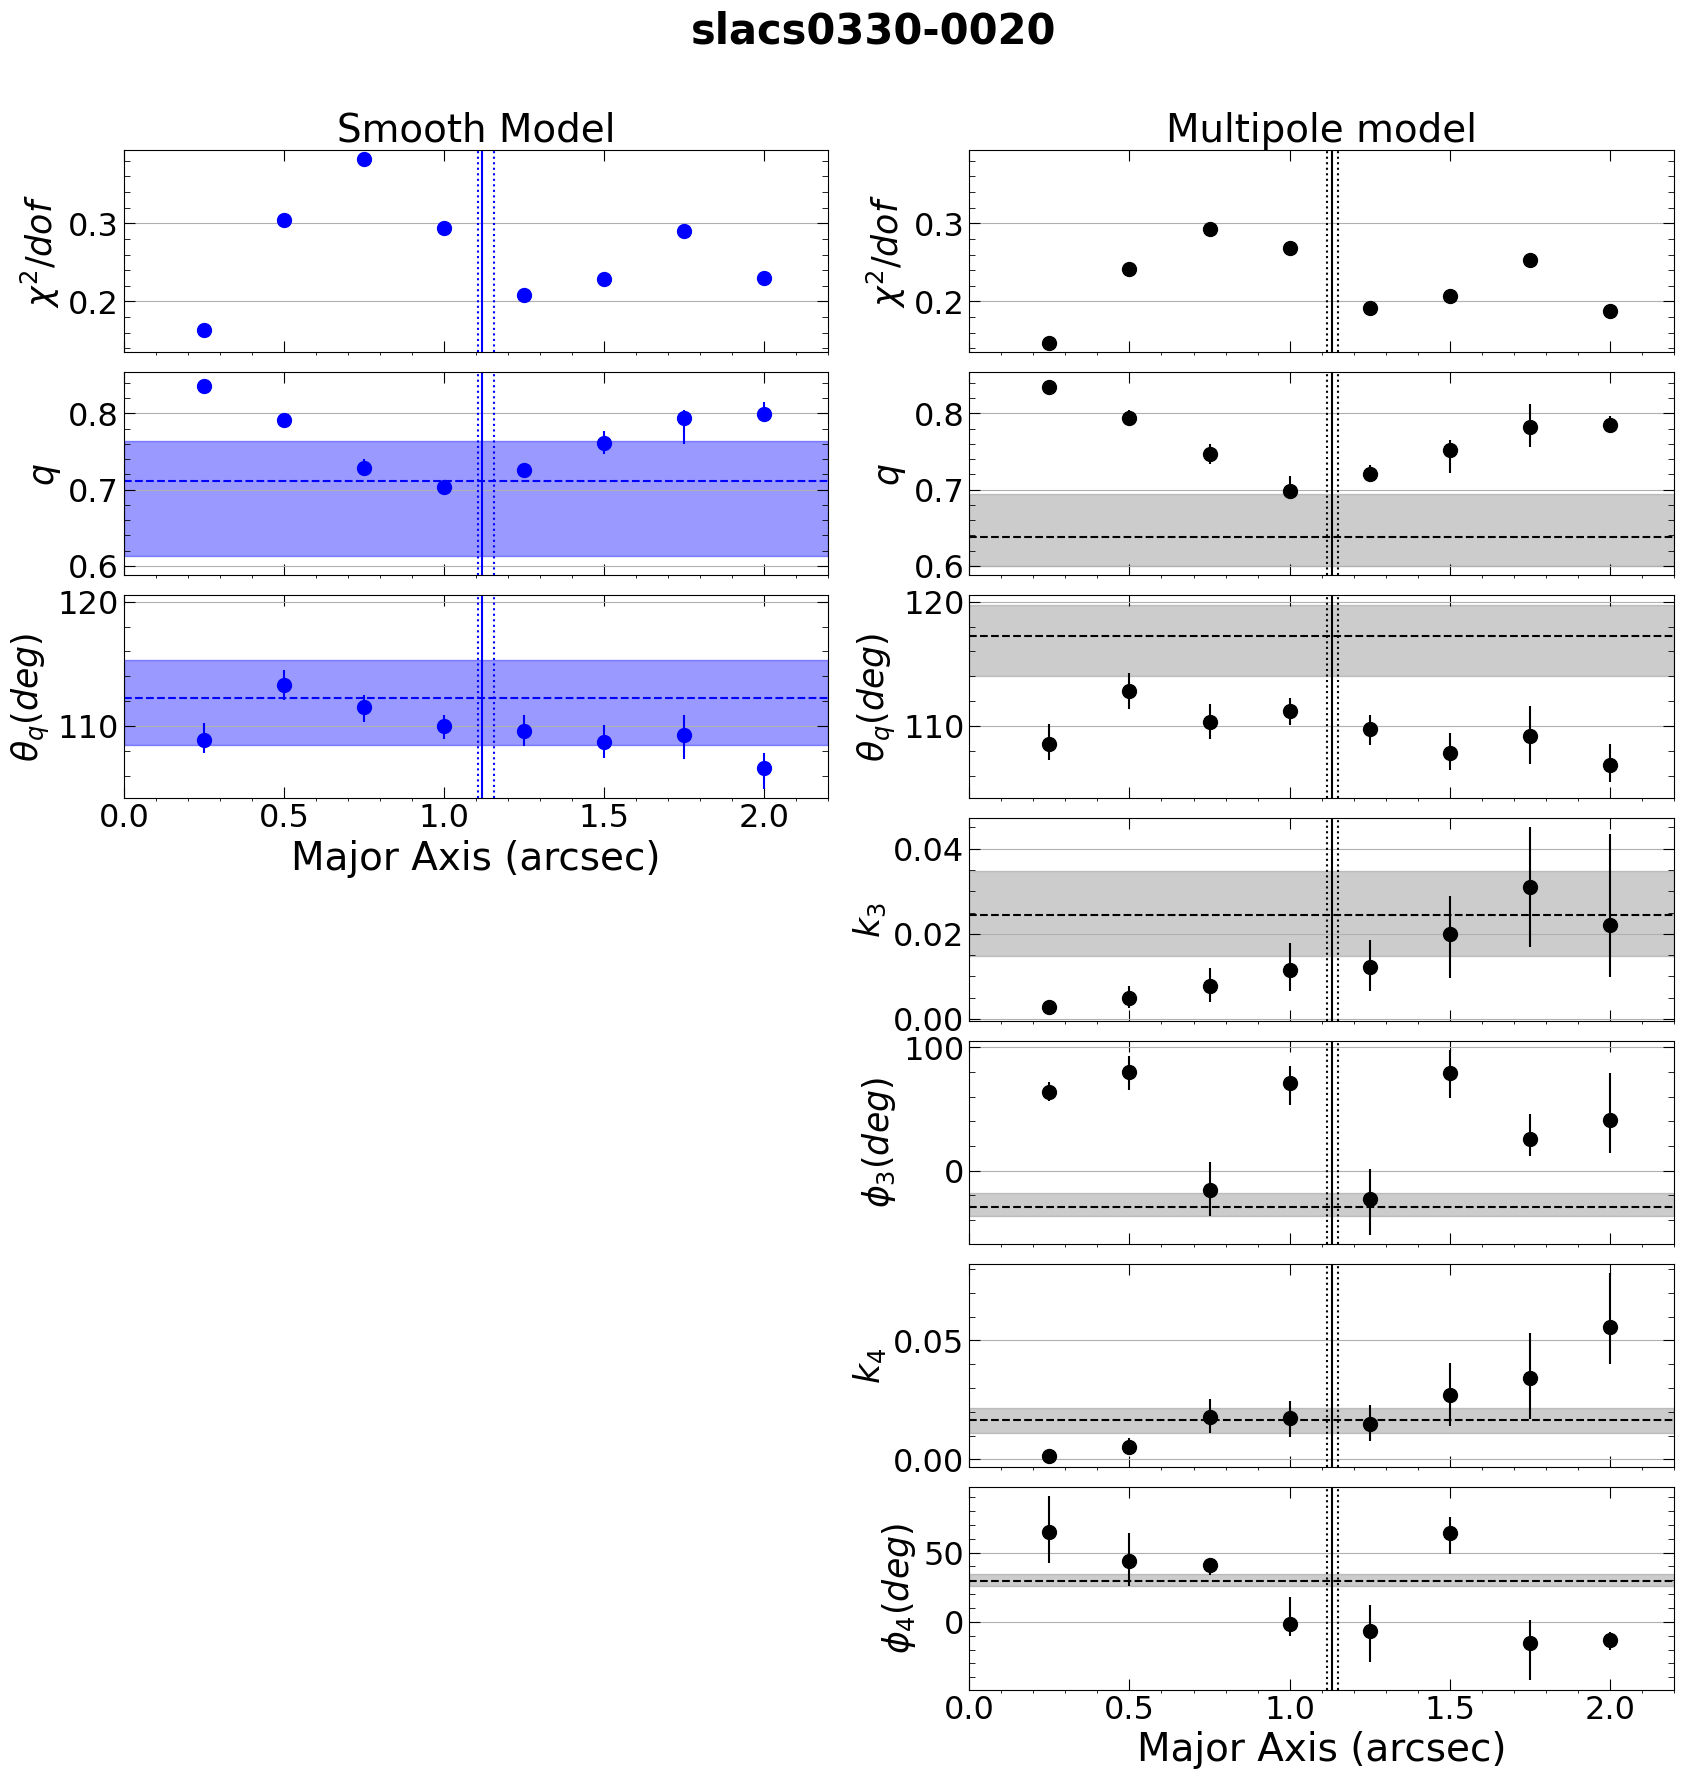 slacs0330-0020
Smooth Model
χ²/dof
0.3
0.2
q
0.8
0.7
0.6
θ_q(deg)
120
110
0.0 0.5 1.0 1.5 2.0
Major Axis (arcsec)
Multipole model
χ²/dof
0.3
0.2
q
0.8
0.7
0.6
θ_q(deg)
120
110
k₃
0.04
0.02
0.00
ϕ₃(deg)
100
0
k₄
0.05
0.00
ϕ₄(deg)
50
0
0.0 0.5 1.0 1.5 2.0
Major Axis (arcsec)